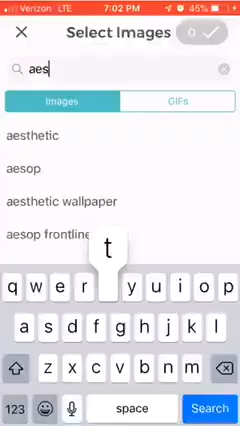 Verizon LTE 7:02 PM 45%
Select Images 0
aes
Images GIFs
aesthetic
aesop
aesthetic wallpaper
aesop frontline
t
q w e r y u i o p
a s d f g h j k l
z x c v b n m
123 space Search